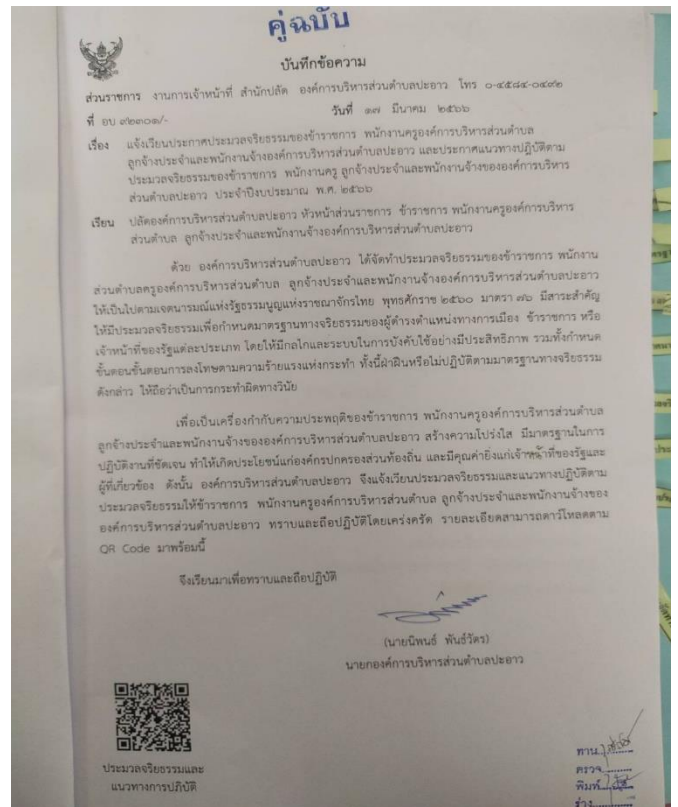 คู่ฉบับ
บันทึกข้อความ
ส่วนราชการ งานการเจ้าหน้าที่ สำนักปลัด องค์การบริหารส่วนตำบลปะอาว โทร ๐-๔๕๘๔-๐๔๙๒
ที่ อบ ๙๒๓๐๑/- วันที่ ๑๗ มีนาคม ๒๕๖๖
เรื่อง แจ้งเวียนประกาศประมวลจริยธรรมของข้าราชการ พนักงานครูองค์การบริหารส่วนตำบล
ลูกจ้างประจำและพนักงานจ้างองค์การบริหารส่วนตำบลปะอาว และประกาศแนวทางปฏิบัติตาม
ประมวลจริยธรรมของข้าราชการ พนักงานครู ลูกจ้างประจำและพนักงานจ้างขององค์การบริหาร
ส่วนตำบลปะอาว ประจำปีงบประมาณ พ.ศ. ๒๕๖๖
เรียน ปลัดองค์การบริหารส่วนตำบลปะอาว หัวหน้าส่วนราชการ ข้าราชการ พนักงานครูองค์การบริหาร
ส่วนตำบล ลูกจ้างประจำและพนักงานจ้างองค์การบริหารส่วนตำบลปะอาว
ด้วย องค์การบริหารส่วนตำบลปะอาว ได้จัดทำประมวลจริยธรรมของข้าราชการ พนักงาน
ส่วนตำบลครูองค์การบริหารส่วนตำบล ลูกจ้างประจำและพนักงานจ้างองค์การบริหารส่วนตำบลปะอาว
ให้เป็นไปตามเจตนารมณ์แห่งรัฐธรรมนูญแห่งราชอาณาจักรไทย พุทธศักราช ๒๕๖๐ มาตรา ๗๖ มีสาระสำคัญ
ให้มีประมวลจริยธรรมเพื่อกำหนดมาตรฐานทางจริยธรรมของผู้ดำรงตำแหน่งทางการเมือง ข้าราชการ หรือ
เจ้าหน้าที่ของรัฐแต่ละประเภท โดยให้มีกลไกและระบบในการบังคับใช้อย่างมีประสิทธิภาพ รวมทั้งกำหนด
ขั้นตอนขั้นตอนการลงโทษตามความร้ายแรงแห่งกระทำ ทั้งนี้ฝ่าฝืนหรือไม่ปฏิบัติตามมาตรฐานทางจริยธรรม
ดังกล่าว ให้ถือว่าเป็นการกระทำผิดทางวินัย
เพื่อเป็นเครื่องกำกับความประพฤติของข้าราชการ พนักงานครูองค์การบริหารส่วนตำบล
ลูกจ้างประจำและพนักงานจ้างขององค์การบริหารส่วนตำบลปะอาว สร้างความโปร่งใส มีมาตรฐานในการ
ปฏิบัติงานที่ชัดเจน ทำให้เกิดประโยชน์แก่องค์กรปกครองส่วนท้องถิ่น และมีคุณค่ายิ่งแก่เจ้าหน้าที่ของรัฐและ
ผู้ที่เกี่ยวข้อง ดังนั้น องค์การบริหารส่วนตำบลปะอาว จึงแจ้งเวียนประมวลจริยธรรมและแนวทางปฏิบัติตาม
ประมวลจริยธรรมให้ข้าราชการ พนักงานครูองค์การบริหารส่วนตำบล ลูกจ้างประจำและพนักงานจ้างของ
องค์การบริหารส่วนตำบลปะอาว ทราบและถือปฏิบัติโดยเคร่งครัด รายละเอียดสามารถดาวโหลดตาม
QR Code มาพร้อมนี้
จึงเรียนมาเพื่อทราบและถือปฏิบัติ
(นายนิพนธ์ พันธ์วัตร)
นายกองค์การบริหารส่วนตำบลปะอาว
ประมวลจริยธรรมและ
แนวทางการปฏิบัติ
ทาน
ตรวจ
พิมพ์
ร่าง